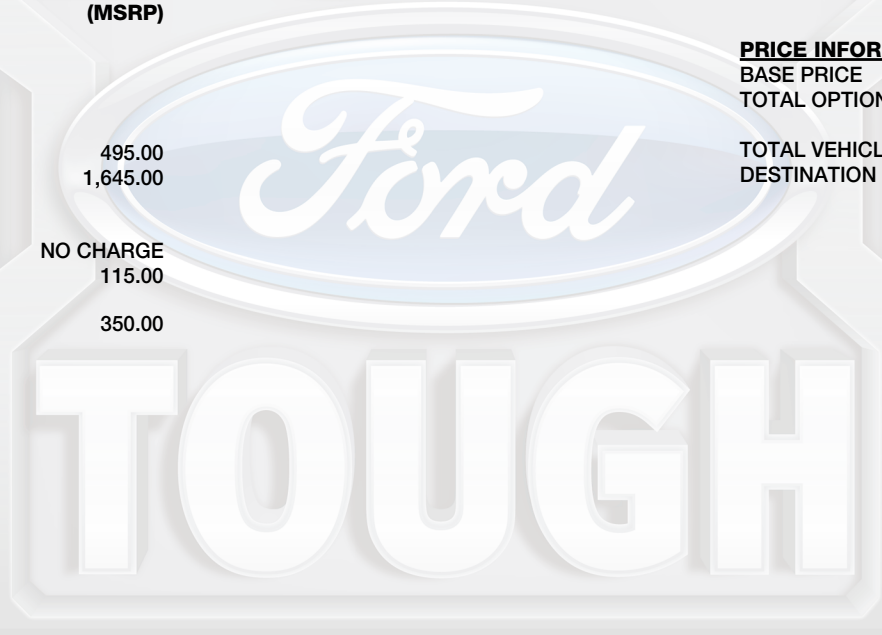 (MSRP)
495.00
1,645.00
NO CHARGE
115.00
350.00
PRICE INFOR
BASE PRICE
TOTAL OPTION
TOTAL VEHICL
DESTINATION
Ford
TOUGH